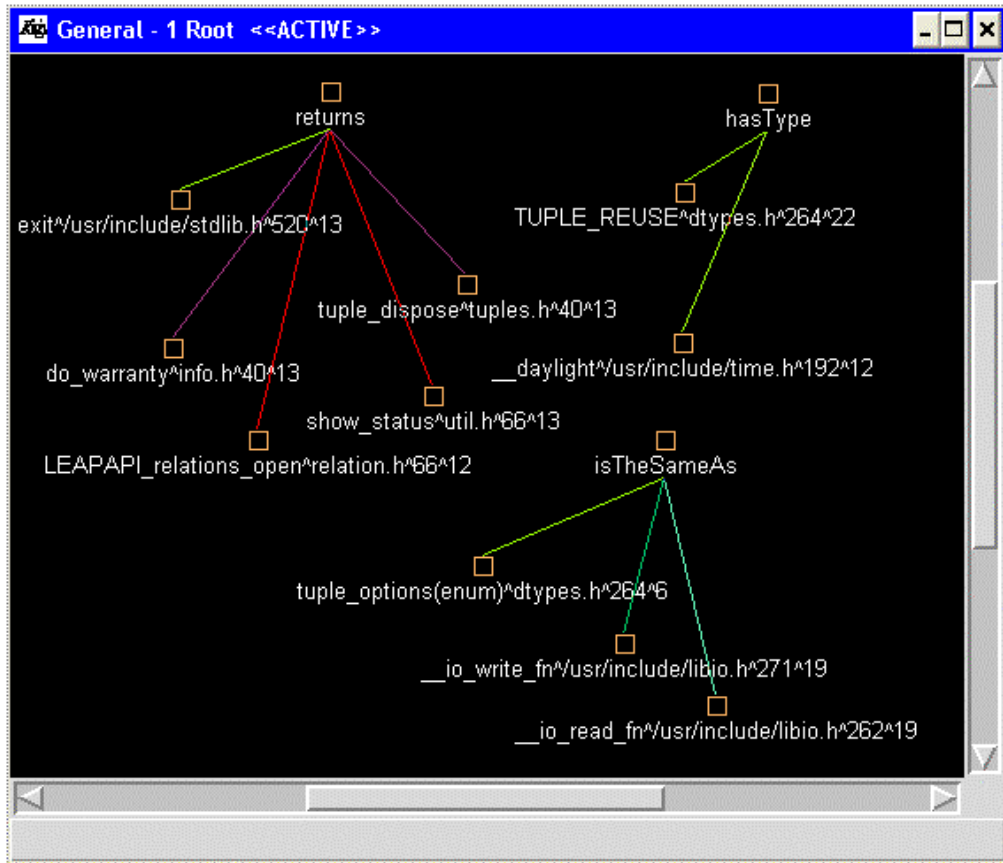 General - 1 Root <<ACTIVE>>
returns
hasType
exit^/usr/include/stdlib.h^520^13
TUPLE_REUSE^dtypes.h^264^22
tuple_dispose^tuples.h^40^13
do_warranty^info.h^40^13
__daylight^/usr/include/time.h^192^12
show_status^util.h^66^13
LEAPAPI_relations_open^relation.h^66^12
isTheSameAs
tuple_options(enum)^dtypes.h^264^6
__io_write_fn^/usr/include/libio.h^271^19
__io_read_fn^/usr/include/libio.h^262^19